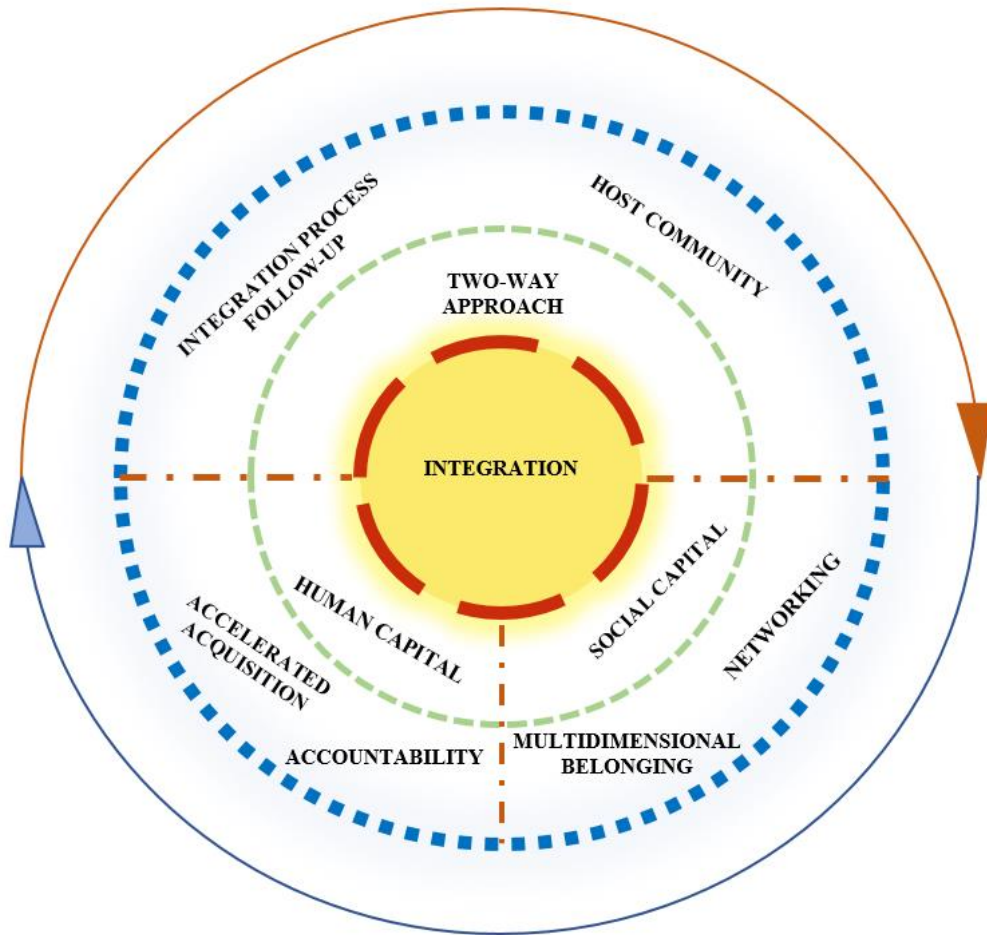 INTEGRATION PROCESS
FOLLOW-UP
HOST COMMUNITY
TWO-WAY
APPROACH
INTEGRATION
HUMAN CAPITAL
SOCIAL CAPITAL
ACCELERATED
ACQUISITION
NETWORKING
ACCOUNTABILITY
MULTIDIMENSIONAL
BELONGING